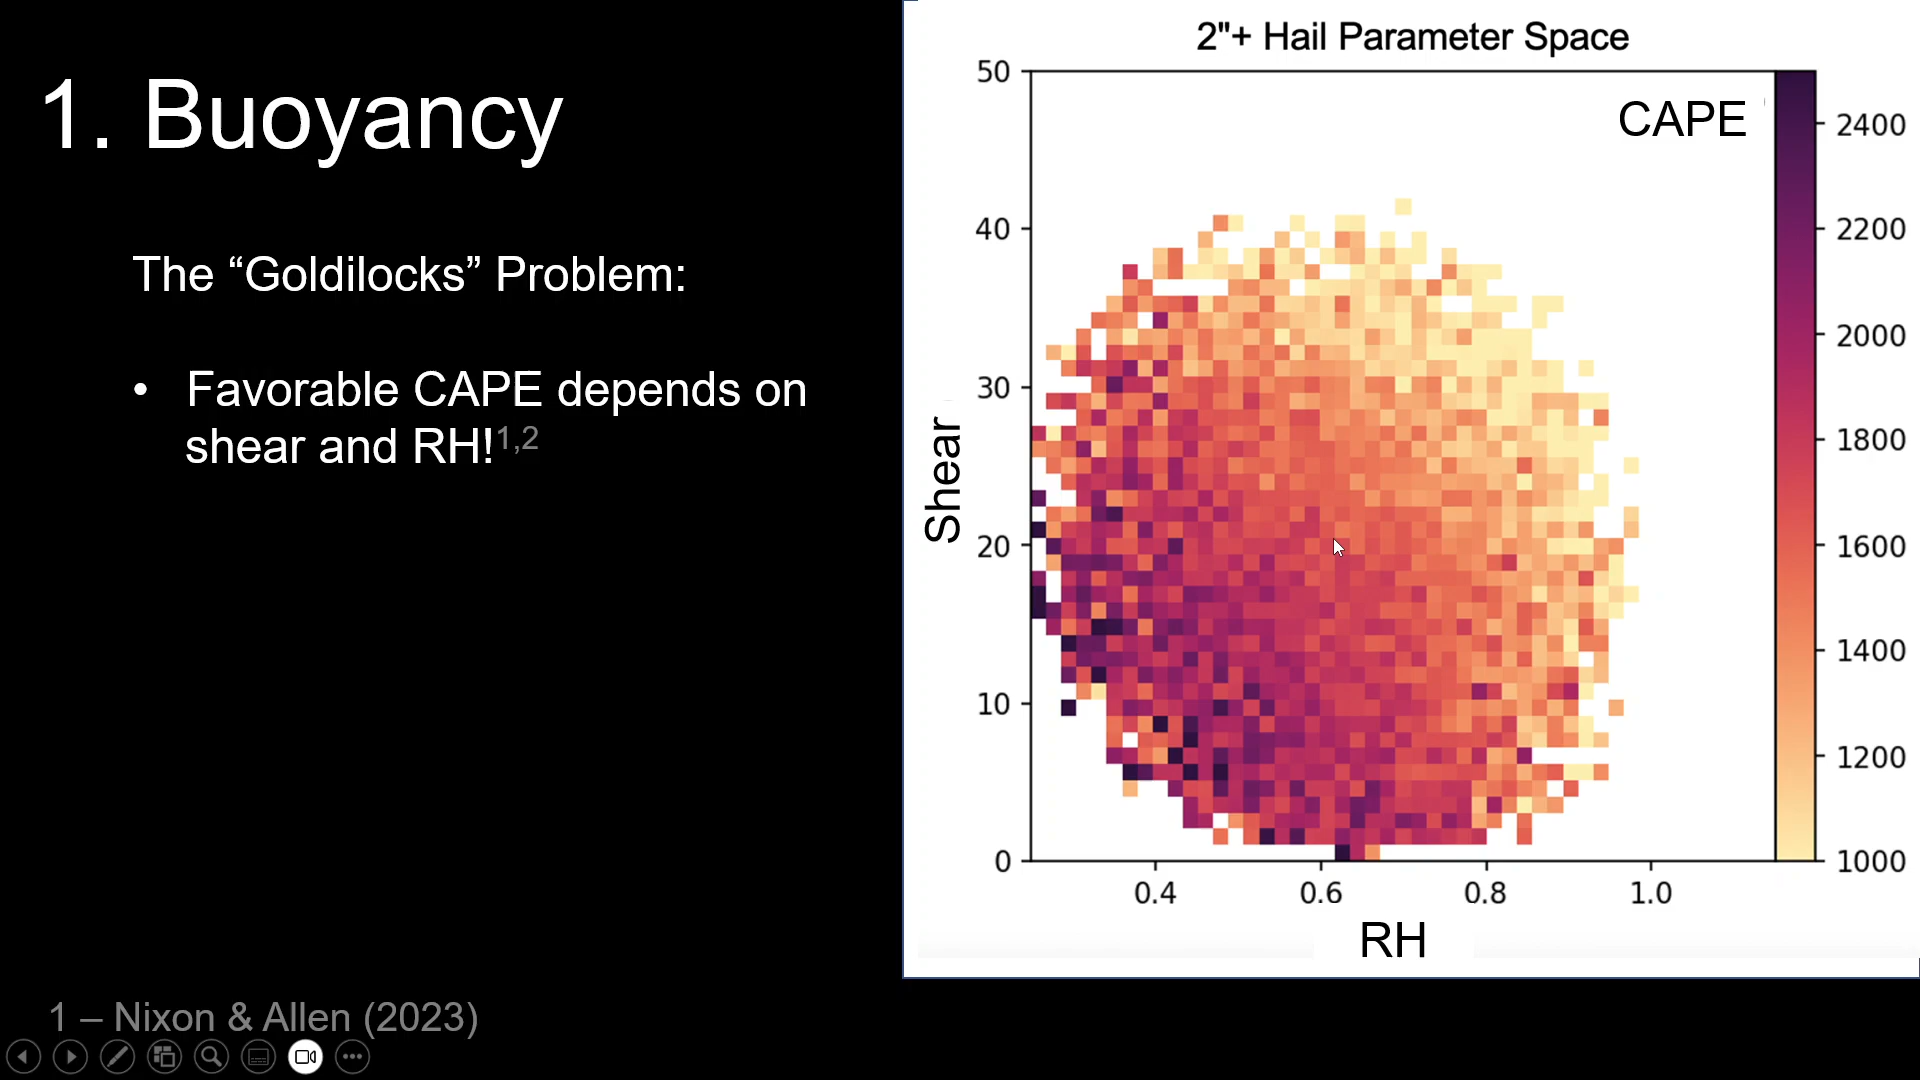 1. Buoyancy
The “Goldilocks” Problem:
• Favorable CAPE depends on
shear and RH!1,2
1 – Nixon & Allen (2023)
2"+ Hail Parameter Space
CAPE
Shear
50
40
30
20
10
0
0.4 0.6 0.8 1.0
RH
2400
2200
2000
1800
1600
1400
1200
1000